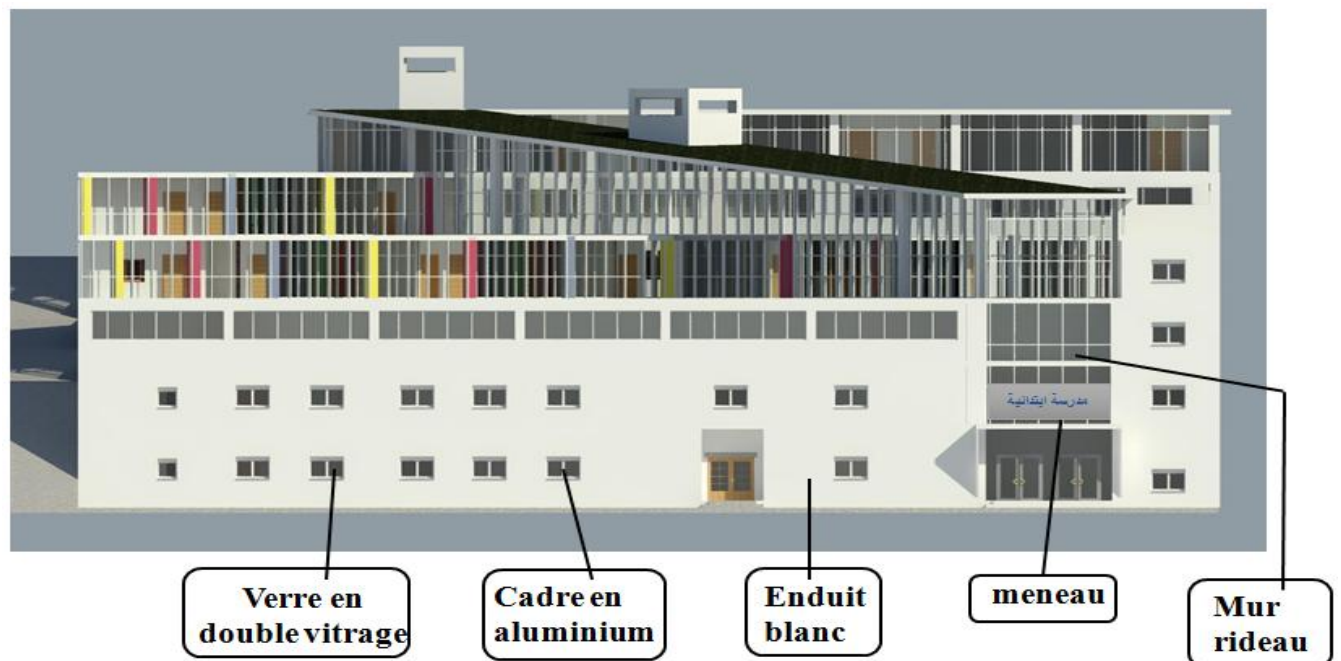 مدرسة ابتدائية
Verre en
double vitrage
Cadre en
aluminium
Enduit
blanc
meneau
Mur
rideau